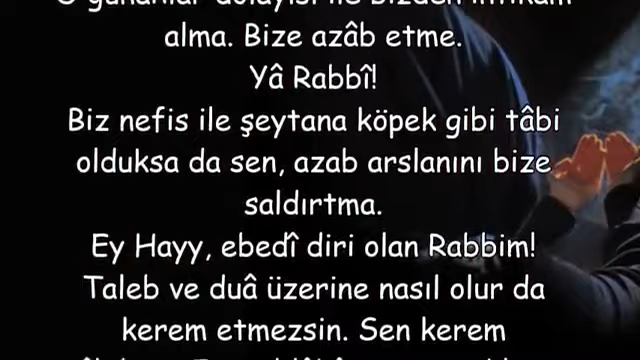 O günahlar dolayısı ile bizden intikam
alma. Bize azâb etme.
Yâ Rabbî!
Biz nefis ile şeytana köpek gibi tâbi
olduksa da sen, azab arslanını bize
saldırtma.
Ey Hayy, ebedî diri olan Rabbim!
Taleb ve duâ üzerine nasıl olur da
kerem etmezsin. Sen kerem